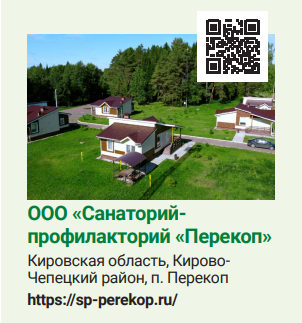 ООО «Санаторий-
профилакторий «Перекоп»
Кировская область, Кирово-
Чепецкий район, п. Перекоп
https://sp-perekop.ru/